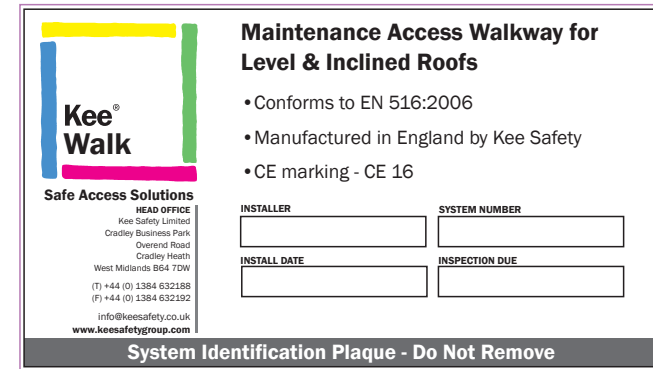 Kee®
Walk
Safe Access Solutions
HEAD OFFICE
Kee Safety Limited
Cradley Business Park
Overend Road
Cradley Heath
West Midlands B64 7DW
(T) +44 (0) 1384 632188
(F) +44 (0) 1384 632192
info@keesafety.co.uk
www.keesafetygroup.com
Maintenance Access Walkway for
Level & Inclined Roofs
•Conforms to EN 516:2006
•Manufactured in England by Kee Safety
•CE marking - CE 16
INSTALLER
SYSTEM NUMBER
INSTALL DATE
INSPECTION DUE
System Identification Plaque - Do Not Remove